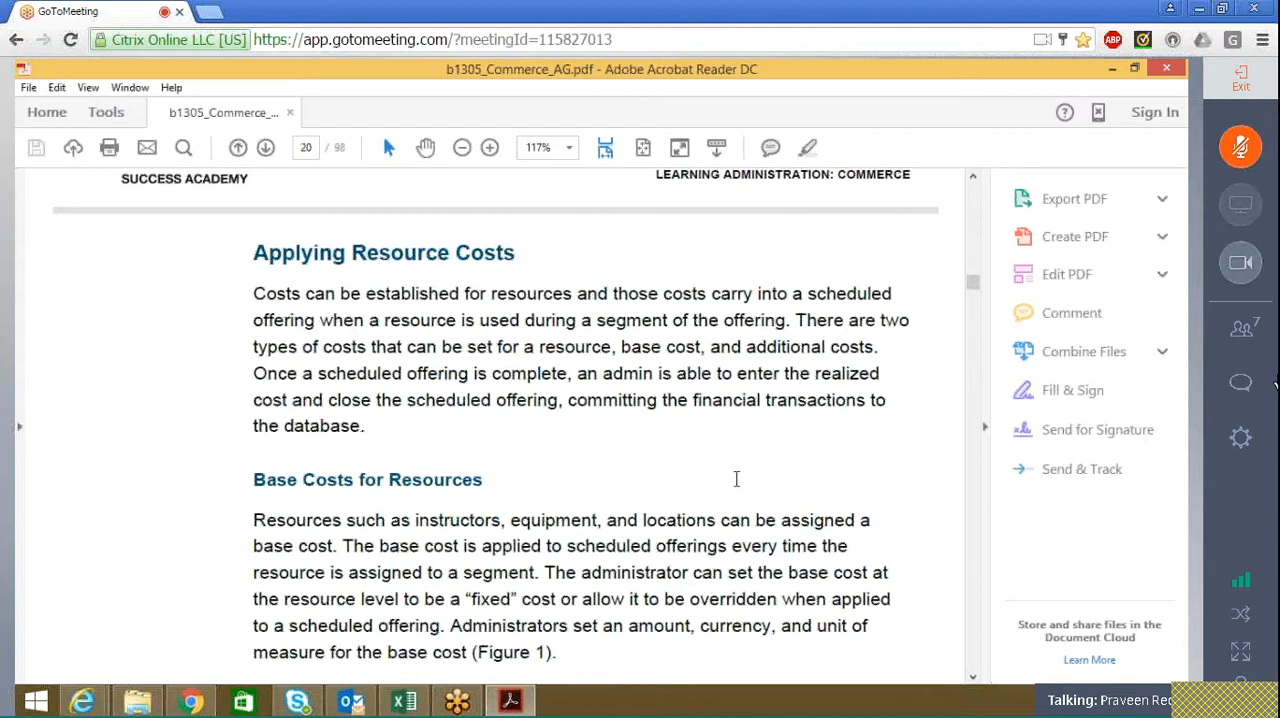 GoToMeeting
Citrix Online LLC [US] https://app.gotomeeting.com/?meetingId=115827013
ABP
G
b1305_Commerce_AG.pdf - Adobe Acrobat Reader DC
File Edit View Window Help
Home Tools b1305_Commerce_... Sign In
20 / 98 117%
SUCCESS ACADEMY LEARNING ADMINISTRATION: COMMERCE
Applying Resource Costs
Costs can be established for resources and those costs carry into a scheduled
offering when a resource is used during a segment of the offering. There are two
types of costs that can be set for a resource, base cost, and additional costs.
Once a scheduled offering is complete, an admin is able to enter the realized
cost and close the scheduled offering, committing the financial transactions to
the database.
Base Costs for Resources
Resources such as instructors, equipment, and locations can be assigned a
base cost. The base cost is applied to scheduled offerings every time the
resource is assigned to a segment. The administrator can set the base cost at
the resource level to be a “fixed” cost or allow it to be overridden when applied
to a scheduled offering. Administrators set an amount, currency, and unit of
measure for the base cost (Figure 1).
Export PDF
Create PDF
Edit PDF
Comment
Combine Files
Fill & Sign
Send for Signature
Send & Track
Store and share files in the
Document Cloud
Learn More
Exit
7
Talking: Praveen